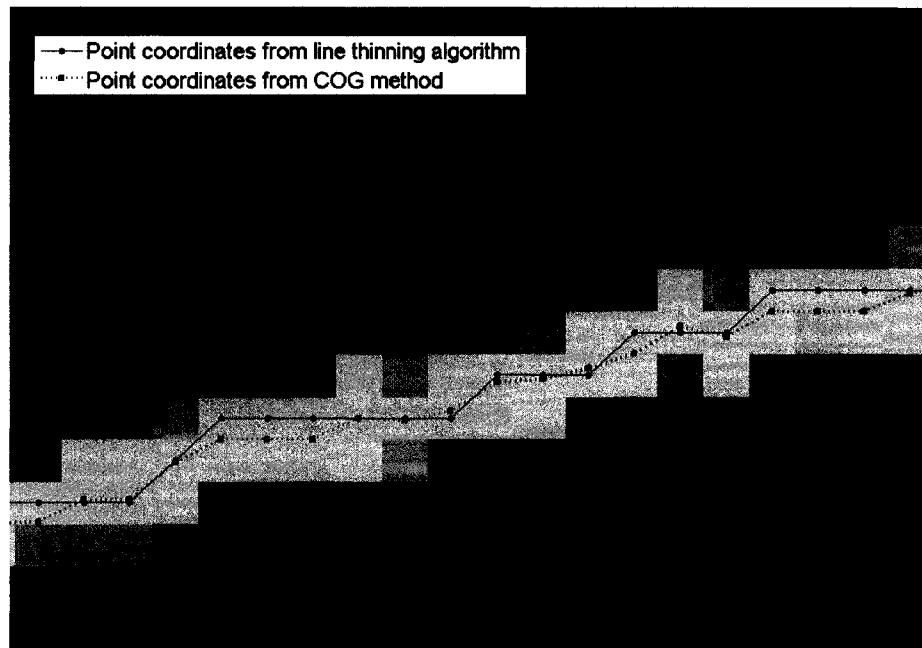 Point coordinates from line thinning algorithm
Point coordinates from COG method